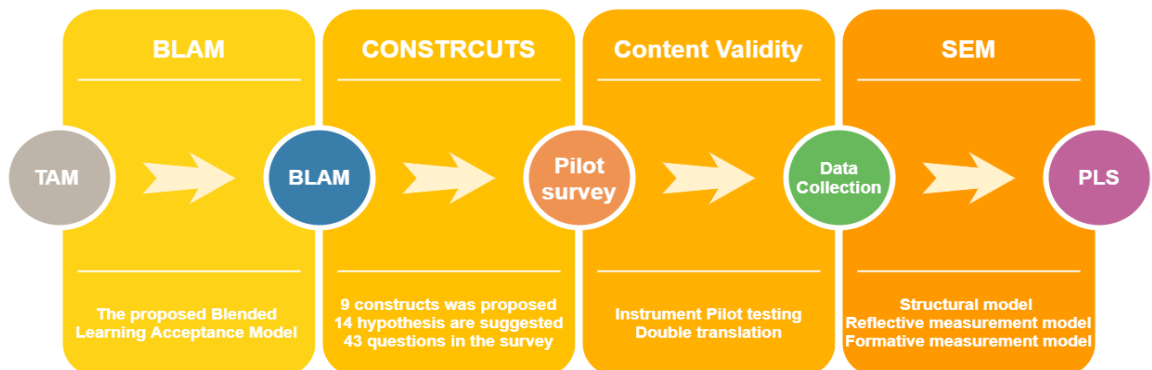 BLAM
CONSTRCUTS
Content Validity
SEM
TAM
BLAM
Pilot
survey
Data
Collection
PLS
The proposed Blended
Learning Acceptance Model
9 constructs was proposed
14 hypothesis are suggested
43 questions in the survey
Instrument Pilot testing
Double translation
Structural model
Reflective measurement model
Formative measurement model